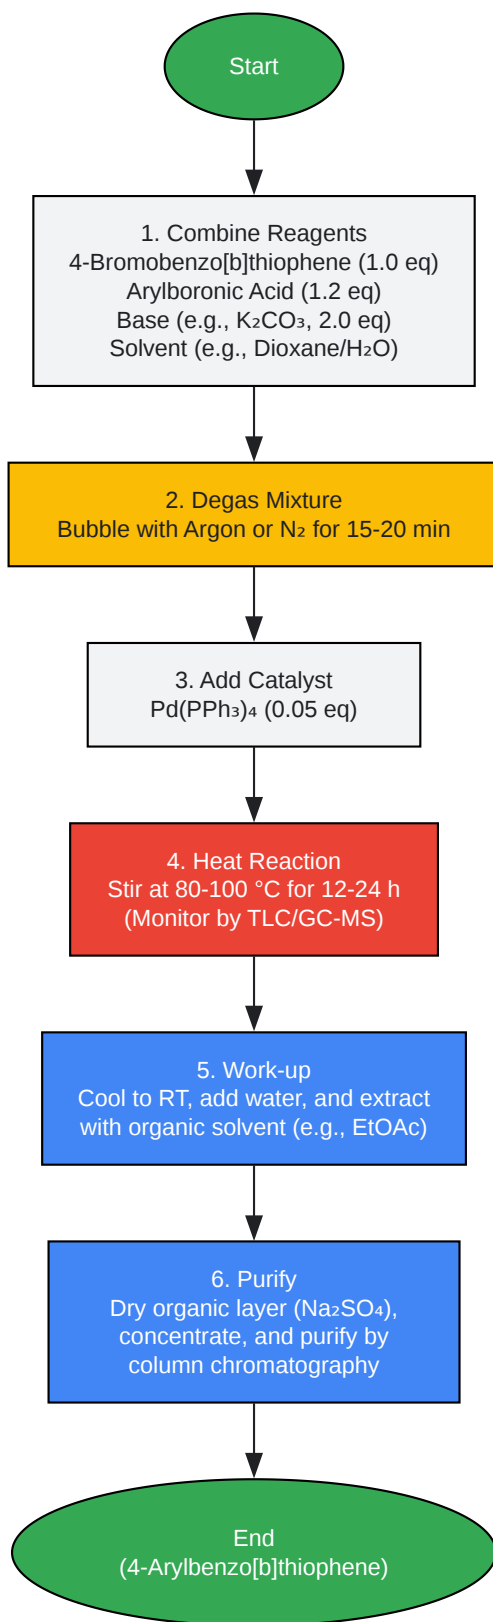 Start
1. Combine Reagents
4-Bromobenzo[b]thiophene (1.0 eq)
Arylboronic Acid (1.2 eq)
Base (e.g., K₂CO₃, 2.0 eq)
Solvent (e.g., Dioxane/H₂O)
2. Degas Mixture
Bubble with Argon or N₂ for 15-20 min
3. Add Catalyst
Pd(PPh₃)₄ (0.05 eq)
4. Heat Reaction
Stir at 80-100 °C for 12-24 h
(Monitor by TLC/GC-MS)
5. Work-up
Cool to RT, add water, and extract
with organic solvent (e.g., EtOAc)
6. Purify
Dry organic layer (Na₂SO₄),
concentrate, and purify by
column chromatography
End
(4-Arylbenzo[b]thiophene)